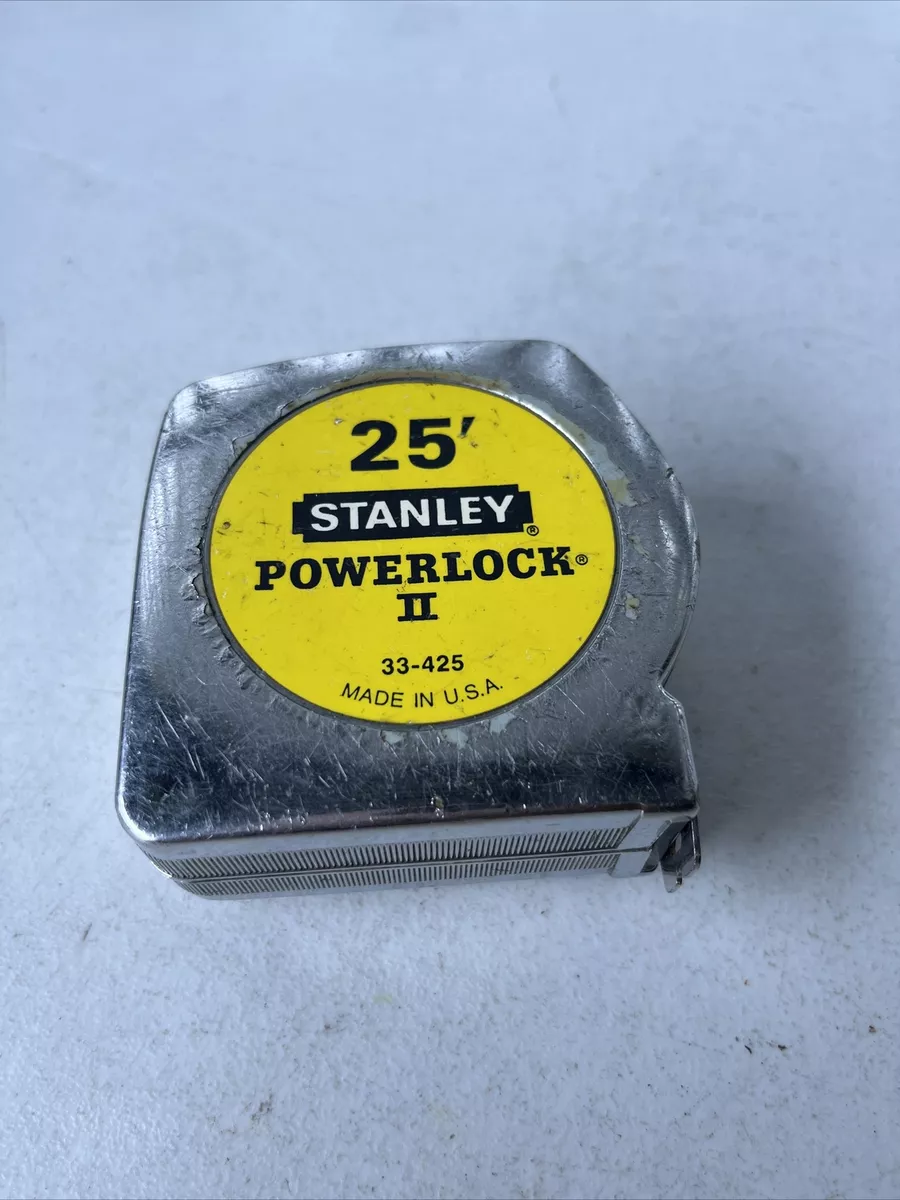 25'
STANLEY®
POWERLOCK®
II
33-425
MADE IN U.S.A.